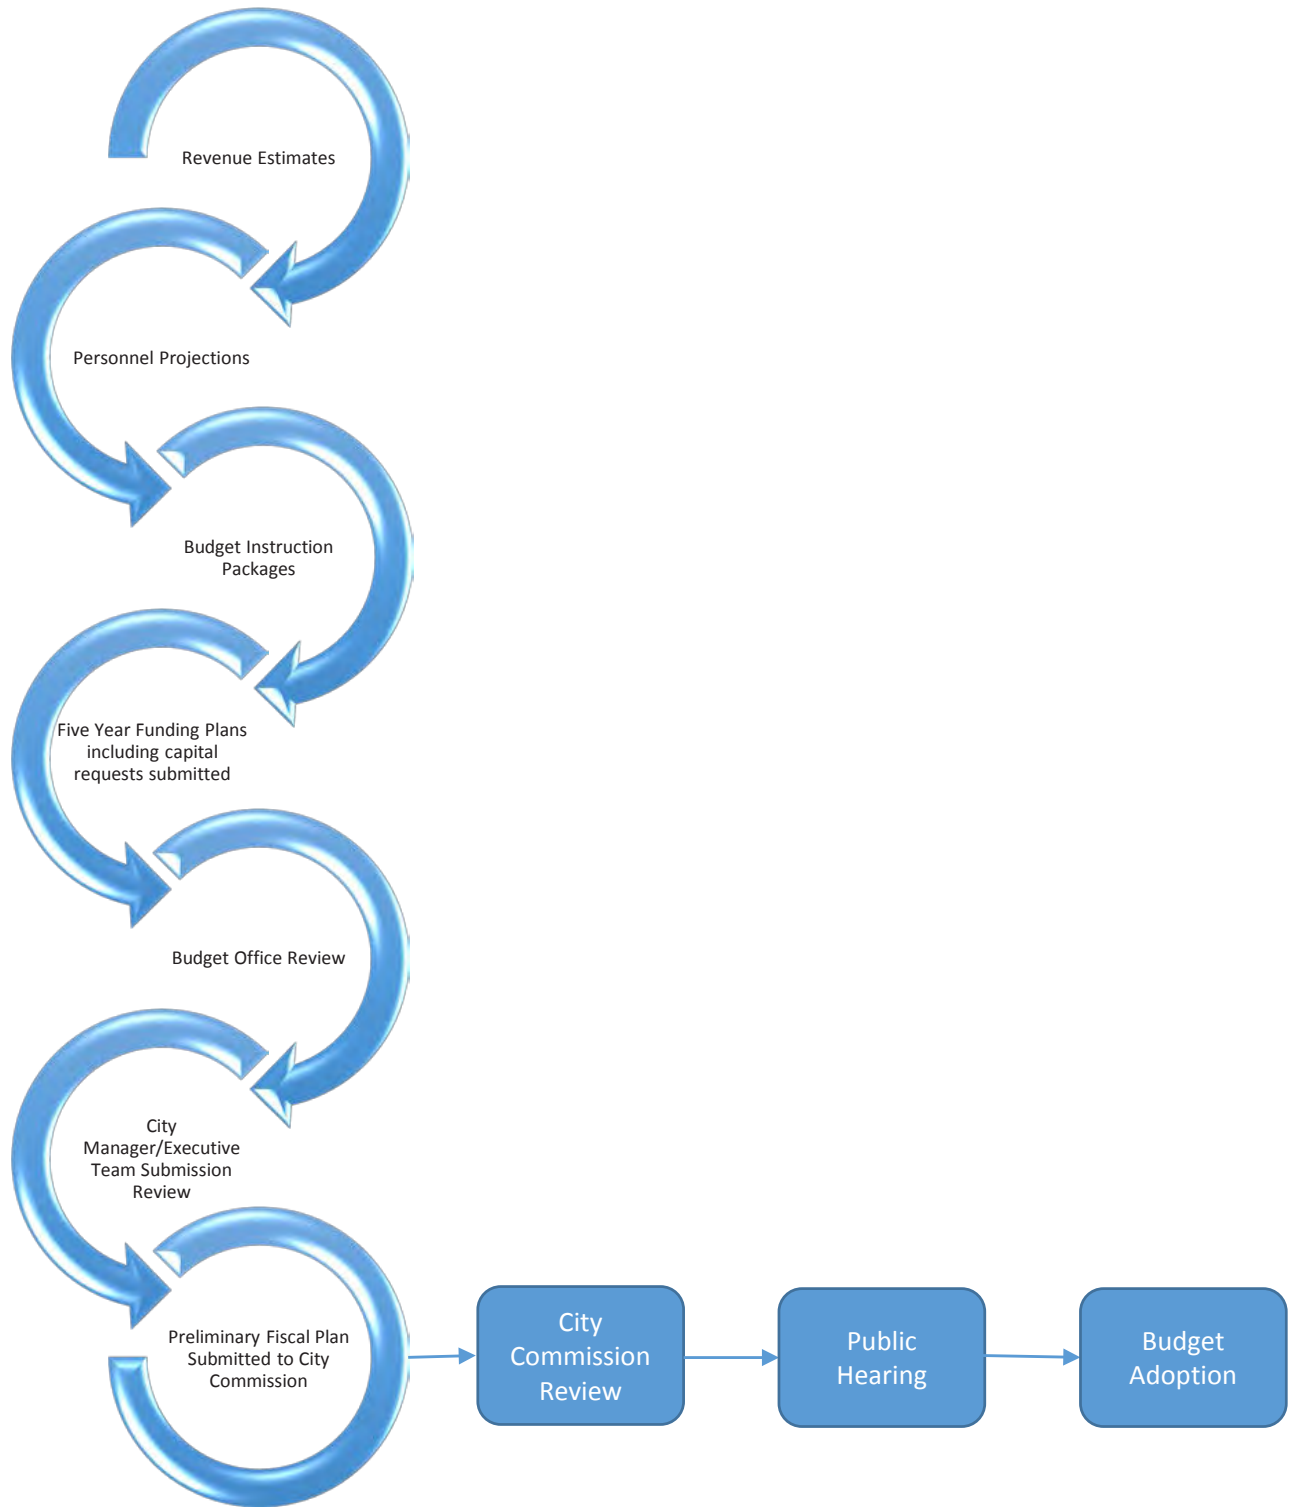 Revenue Estimates
Personnel Projections
Budget Instruction
Packages
Five Year Funding Plans
including capital
requests submitted
Budget Office Review
City
Manager/Executive
Team Submission
Review
Preliminary Fiscal Plan
Submitted to City
Commission
City
Commission
Review
Public
Hearing
Budget
Adoption